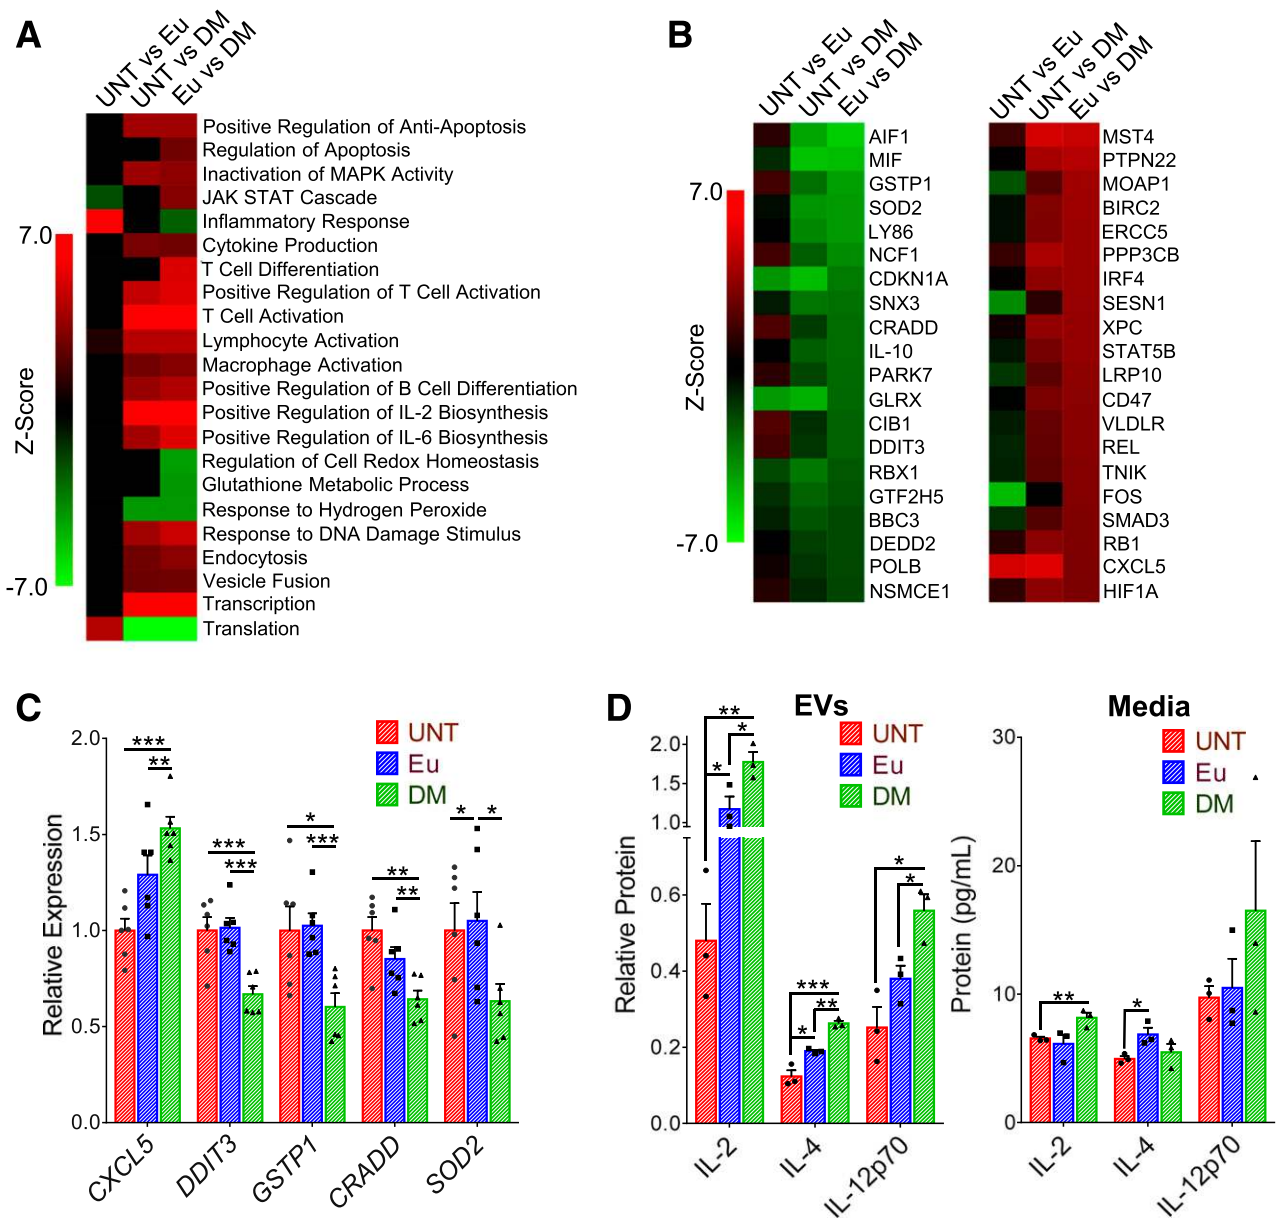 A
UNT vs Eu
UNT vs DM
Eu vs DM
Positive Regulation of Anti-Apoptosis
Regulation of Apoptosis
Inactivation of MAPK Activity
JAK STAT Cascade
Inflammatory Response
Cytokine Production
T Cell Differentiation
Positive Regulation of T Cell Activation
T Cell Activation
Lymphocyte Activation
Macrophage Activation
Positive Regulation of B Cell Differentiation
Positive Regulation of IL-2 Biosynthesis
Positive Regulation of IL-6 Biosynthesis
Regulation of Cell Redox Homeostasis
Glutathione Metabolic Process
Response to Hydrogen Peroxide
Response to DNA Damage Stimulus
Endocytosis
Vesicle Fusion
Transcription
Translation
7.0
Z-Score
-7.0
B
UNT vs Eu
UNT vs DM
Eu vs DM
AIF1
MIF
GSTP1
SOD2
LY86
NCF1
CDKN1A
SNX3
CRADD
IL-10
PARK7
GLRX
CIB1
DDIT3
RBX1
GTF2H5
BBC3
DEDD2
POLB
NSMCE1
7.0
Z-Score
-7.0
UNT vs Eu
UNT vs DM
Eu vs DM
MST4
PTPN22
MOAP1
BIRC2
ERCC5
PPP3CB
IRF4
SESN1
XPC
STAT5B
LRP10
CD47
VLDLR
REL
TNIK
FOS
SMAD3
RB1
CXCL5
HIF1A
C
UNT
Eu
DM
Relative Expression
2.0
1.5
1.0
0.5
0.0
***
**
***
***
*
***
**
**
*
*
CXCL5
DDIT3
GSTP1
CRADD
SOD2
D
EVs
UNT
Eu
DM
Relative Protein
2.0
1.5
1.0
0.6
0.4
0.2
0.0
**
*
*
***
**
*
*
*
IL-2
IL-4
IL-12p70
Media
UNT
Eu
DM
Protein (pg/mL)
30
20
10
0
**
*
IL-2
IL-4
IL-12p70